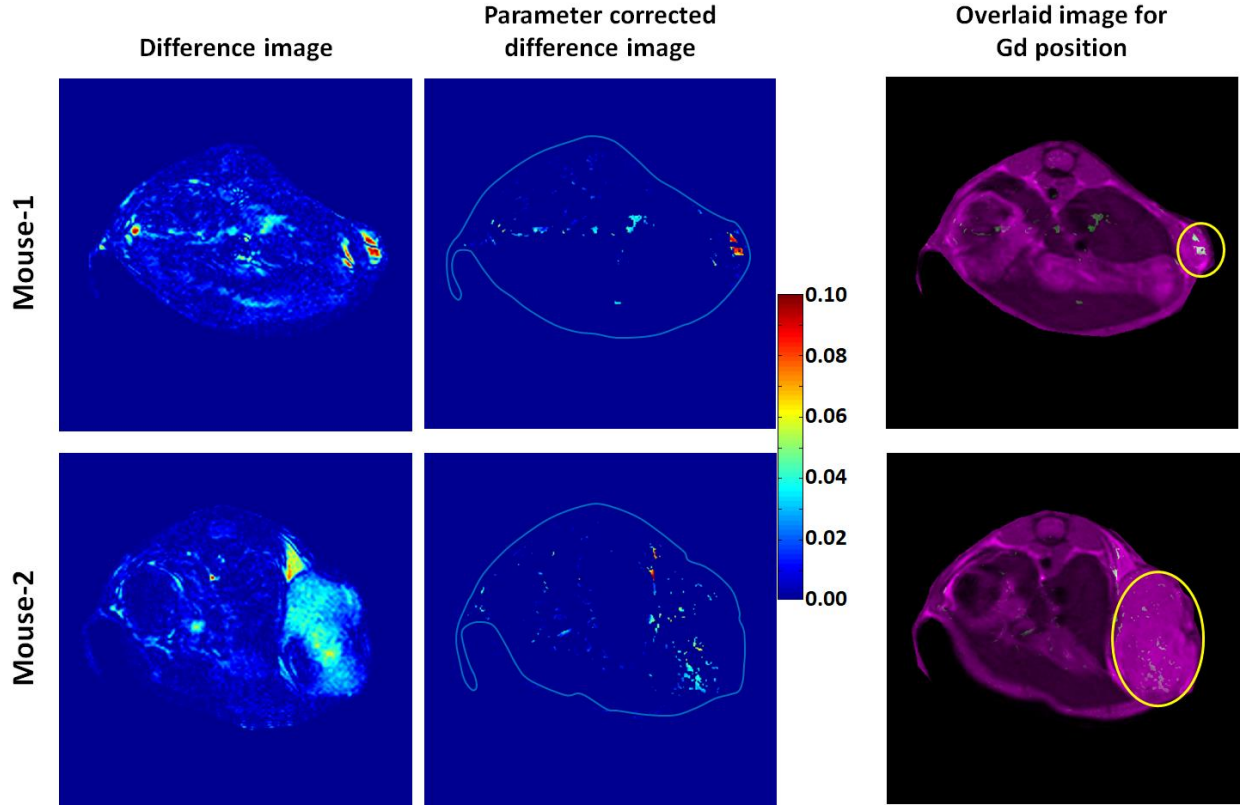 Difference image
Parameter corrected
difference image
Overlaid image for
Gd position
Mouse-1
0.10
0.08
0.06
0.04
0.02
0.00
Mouse-2